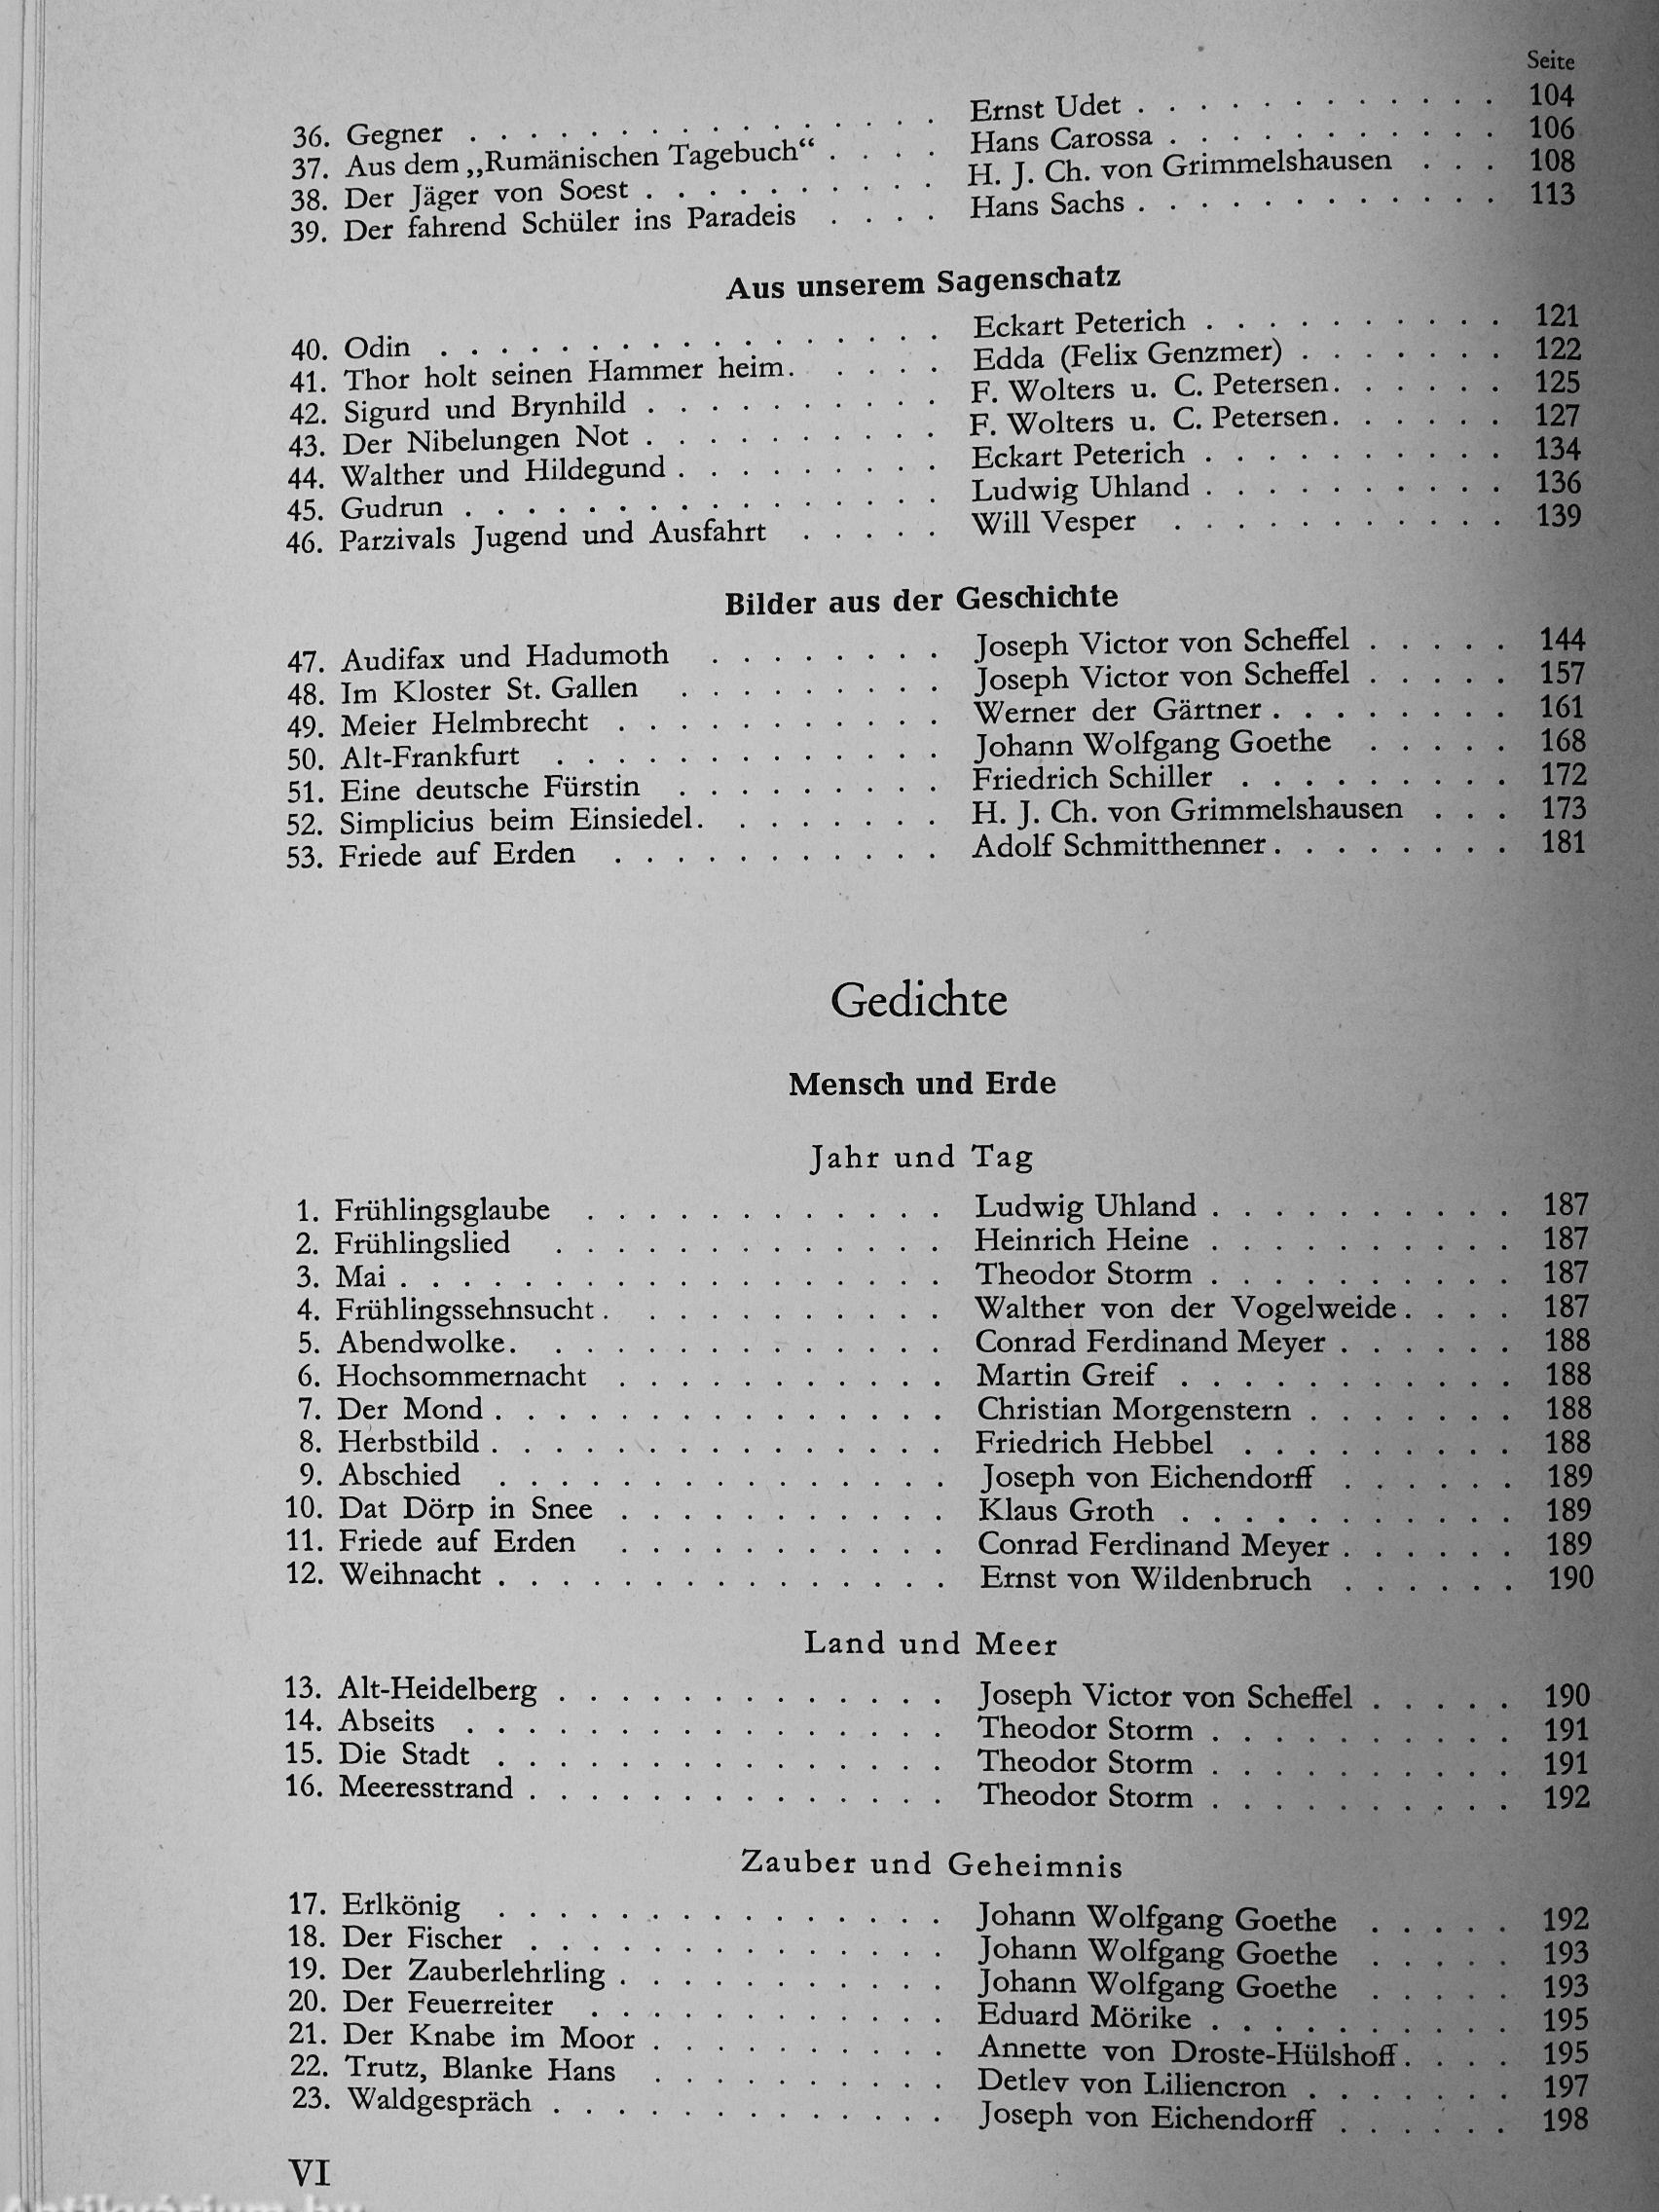 Seite
36. Gegner . . . . . . . . . . . . . . . Ernst Udet . . . . . . . . . . . . 104
37. Aus dem „Rumänischen Tagebuch“ . . . . Hans Carossa . . . . . . . . . . . 106
38. Der Jäger von Soest . . . . . . . . . . H. J. Ch. von Grimmelshausen . . . 108
39. Der fahrend Schüler ins Paradeis . . . . Hans Sachs . . . . . . . . . . . . 113
Aus unserem Sagenschatz
40. Odin . . . . . . . . . . . . . . . . . Eckart Peterich . . . . . . . . . . 121
41. Thor holt seinen Hammer heim. . . . . . Edda (Felix Genzmer) . . . . . . . 122
42. Sigurd und Brynhild . . . . . . . . . . F. Wolters u. C. Petersen. . . . . . 125
43. Der Nibelungen Not . . . . . . . . . . F. Wolters u. C. Petersen. . . . . . 127
44. Walther und Hildegund . . . . . . . . . Eckart Peterich . . . . . . . . . . 134
45. Gudrun . . . . . . . . . . . . . . . . Ludwig Uhland . . . . . . . . . . 136
46. Parzivals Jugend und Ausfahrt . . . . . Will Vesper . . . . . . . . . . . 139
Bilder aus der Geschichte
47. Audifax und Hadumoth . . . . . . . . Joseph Victor von Scheffel . . . . . 144
48. Im Kloster St. Gallen . . . . . . . . . Joseph Victor von Scheffel . . . . . 157
49. Meier Helmbrecht . . . . . . . . . . . Werner der Gärtner . . . . . . . . 161
50. Alt-Frankfurt . . . . . . . . . . . . . Johann Wolfgang Goethe . . . . . 168
51. Eine deutsche Fürstin . . . . . . . . . Friedrich Schiller . . . . . . . . . 172
52. Simplicius beim Einsiedel. . . . . . . . H. J. Ch. von Grimmelshausen . . . 173
53. Friede auf Erden . . . . . . . . . . . Adolf Schmitthenner . . . . . . . . 181
Gedichte
Mensch und Erde
Jahr und Tag
1. Frühlingsglaube . . . . . . . . . . . . Ludwig Uhland . . . . . . . . . . 187
2. Frühlingslied . . . . . . . . . . . . . Heinrich Heine . . . . . . . . . . 187
3. Mai . . . . . . . . . . . . . . . . . . Theodor Storm . . . . . . . . . . 187
4. Frühlingssehnsucht . . . . . . . . . . . Walther von der Vogelweide . . . . 187
5. Abendwolke. . . . . . . . . . . . . . Conrad Ferdinand Meyer . . . . . . 188
6. Hochsommernacht . . . . . . . . . . . Martin Greif . . . . . . . . . . . 188
7. Der Mond . . . . . . . . . . . . . . . Christian Morgenstern . . . . . . . 188
8. Herbstbild . . . . . . . . . . . . . . . Friedrich Hebbel . . . . . . . . . 188
9. Abschied . . . . . . . . . . . . . . . Joseph von Eichendorff . . . . . . 189
10. Dat Dörp in Snee . . . . . . . . . . . Klaus Groth . . . . . . . . . . . 189
11. Friede auf Erden . . . . . . . . . . . Conrad Ferdinand Meyer . . . . . . 189
12. Weihnacht . . . . . . . . . . . . . . . Ernst von Wildenbruch . . . . . . 190
Land und Meer
13. Alt-Heidelberg . . . . . . . . . . . . . Joseph Victor von Scheffel . . . . . 190
14. Abseits . . . . . . . . . . . . . . . . Theodor Storm . . . . . . . . . . 191
15. Die Stadt . . . . . . . . . . . . . . . Theodor Storm . . . . . . . . . . 191
16. Meeresstrand . . . . . . . . . . . . . . Theodor Storm . . . . . . . . . . 192
Zauber und Geheimnis
17. Erlkönig . . . . . . . . . . . . . . . Johann Wolfgang Goethe . . . . . 192
18. Der Fischer . . . . . . . . . . . . . . Johann Wolfgang Goethe . . . . . 193
19. Der Zauberlehrling . . . . . . . . . . . Johann Wolfgang Goethe . . . . . 193
20. Der Feuerreiter . . . . . . . . . . . . Eduard Mörike . . . . . . . . . . 195
21. Der Knabe im Moor . . . . . . . . . . Annette von Droste-Hülshoff . . . . 195
22. Trutz, Blanke Hans . . . . . . . . . . Detlev von Liliencron . . . . . . . 197
23. Waldgespräch . . . . . . . . . . . . . Joseph von Eichendorff . . . . . . 198
VI
Antikvárium.hu